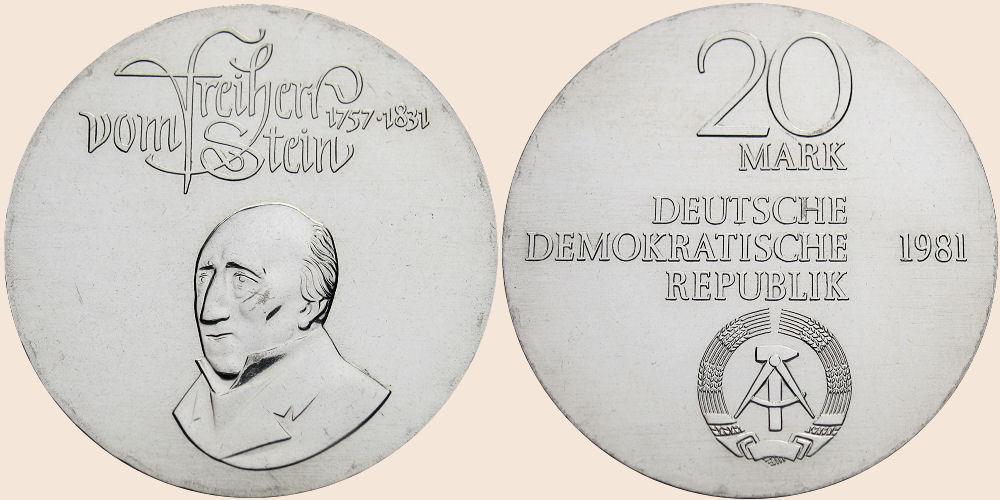 Freiherr
vom Stein
1757·1831
20
MARK
DEUTSCHE
DEMOKRATISCHE
REPUBLIK
1981